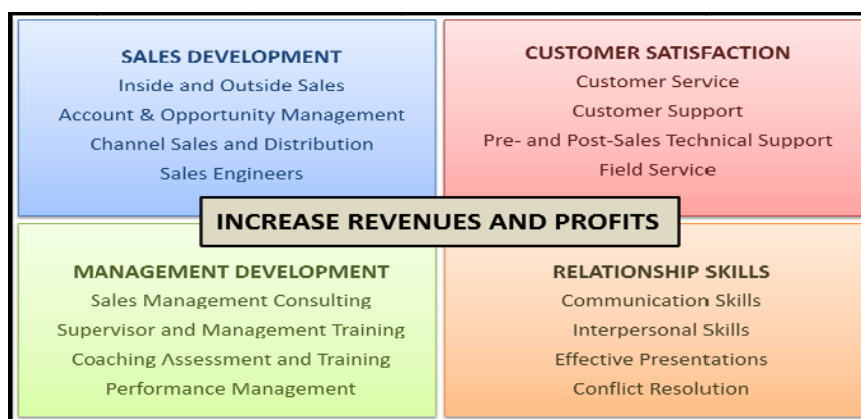 SALES DEVELOPMENT
Inside and Outside Sales
Account & Opportunity Management
Channel Sales and Distribution
Sales Engineers
CUSTOMER SATISFACTION
Customer Service
Customer Support
Pre- and Post-Sales Technical Support
Field Service
INCREASE REVENUES AND PROFITS
MANAGEMENT DEVELOPMENT
Sales Management Consulting
Supervisor and Management Training
Coaching Assessment and Training
Performance Management
RELATIONSHIP SKILLS
Communication Skills
Interpersonal Skills
Effective Presentations
Conflict Resolution